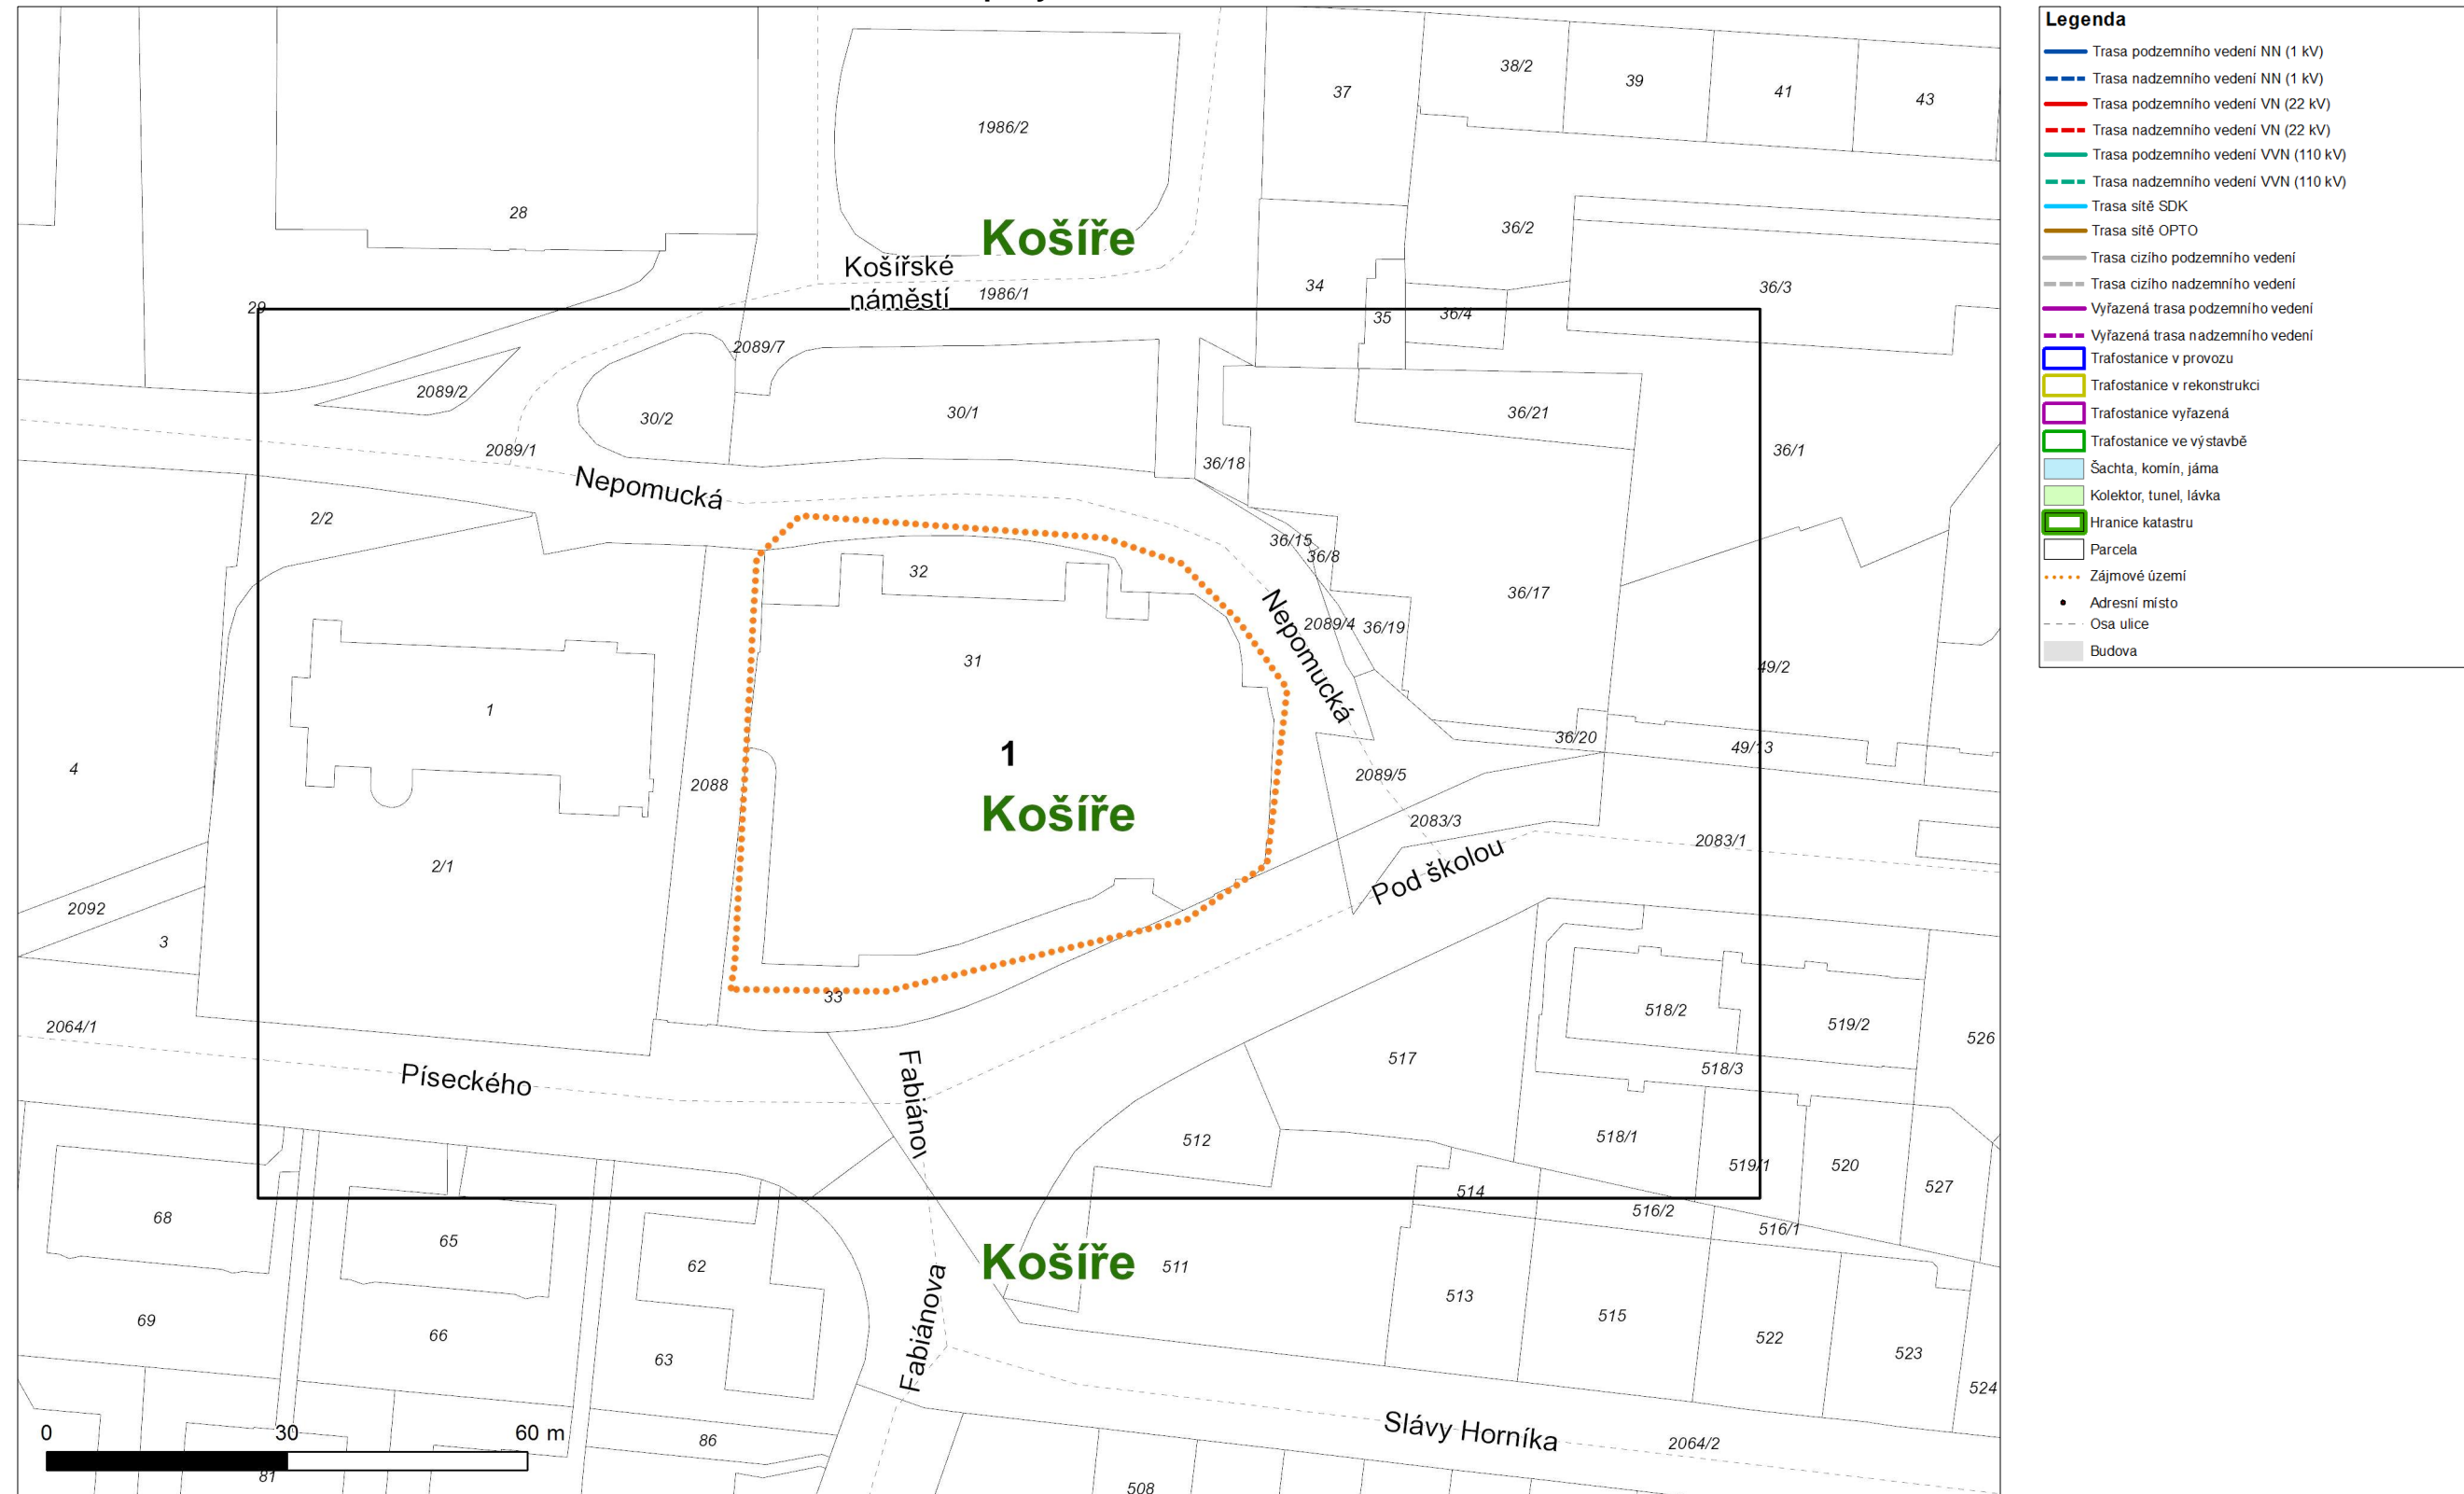 38/2
37
39
41
43
1986/2
28
36/2
Košíře
Košířské
náměstí
1986/1
34
36/3
29
35
36/4
2089/7
2089/2
30/2
30/1
36/21
2089/1
36/18
36/1
Nepomucká
2/2
36/15
36/8
32
36/17
Nepomucká
2089/4
36/19
31
49/2
1
36/20
49/13
1
4
2088
2089/5
Košíře
2083/3
2083/1
2/1
Pod školou
2092
3
33
518/2
519/2
2064/1
526
Píseckého
Fabiánov
517
518/3
512
518/1
519/1
520
527
514
516/2
516/1
68
65
62
Košíře
511
69
66
63
Fabiánova
513
515
522
523
524
0 30 60 m
86
Slávy Horníka
2064/2
81
508
Legenda
Trasa podzemního vedení NN (1 kV)
Trasa nadzemního vedení NN (1 kV)
Trasa podzemního vedení VN (22 kV)
Trasa nadzemního vedení VN (22 kV)
Trasa podzemního vedení VVN (110 kV)
Trasa nadzemního vedení VVN (110 kV)
Trasa sítě SDK
Trasa sítě OPTO
Trasa cizího podzemního vedení
Trasa cizího nadzemního vedení
Vyřazená trasa podzemního vedení
Vyřazená trasa nadzemního vedení
Trafostanice v provozu
Trafostanice v rekonstrukci
Trafostanice vyřazená
Trafostanice ve výstavbě
Šachta, komín, jáma
Kolektor, tunel, lávka
Hranice katastru
Parcela
Zájmové území
Adresní místo
Osa ulice
Budova